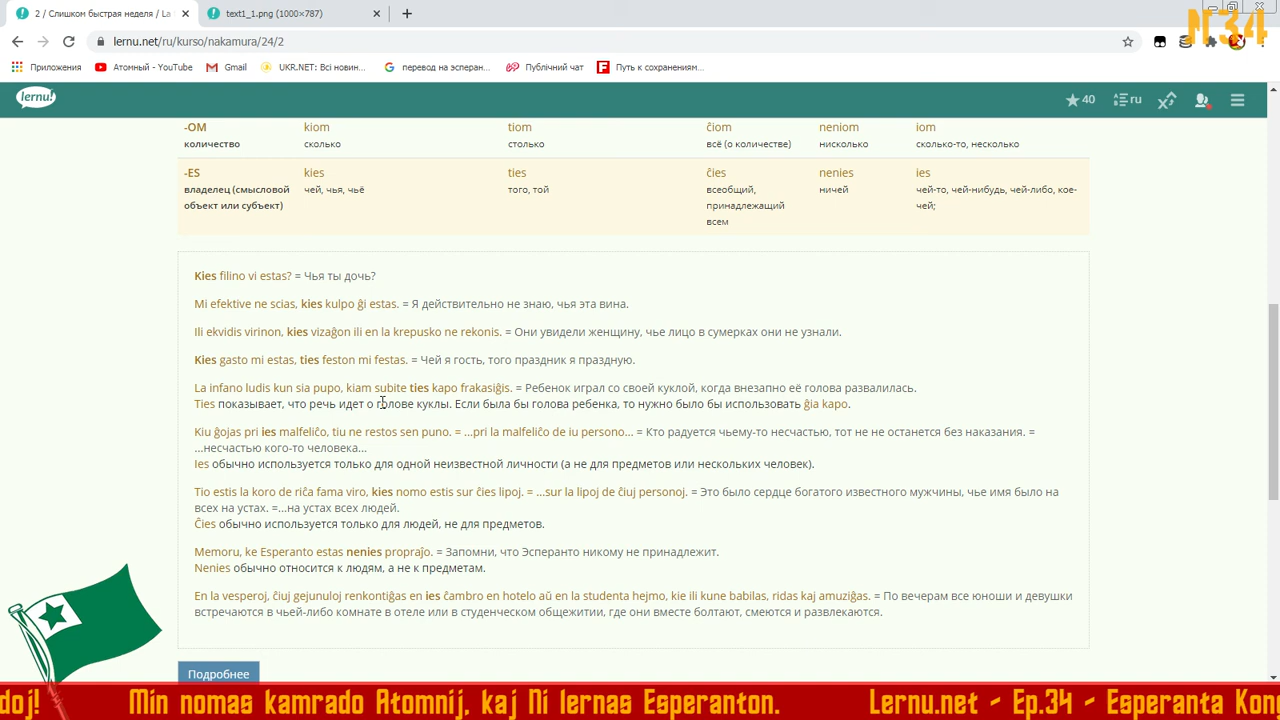 2 / Слишком быстрая неделя / La
text1_1.png (1000×787)
N°34
lernu.net/ru/kurso/nakamura/24/2
Приложения
Атомный - YouTube
Gmail
UKR.NET: Всі новин...
перевод на эсперан...
Публічний чат
Путь к сохранениям...
lernu!
40
ru
-OM kiom tiom ĉiom neniom iom
количество сколько столько всё (о количестве) нисколько сколько-то, несколько
-ES kies ties ĉies nenies ies
владелец (смысловой чей, чья, чьё того, той всеобщий, ничей чей-то, чей-нибудь, чей-либо, кое-
объект или субъект) принадлежащий чей;
всем
Kies filino vi estas? = Чья ты дочь?
Mi efektive ne scias, kies kulpo ĝi estas. = Я действительно не знаю, чья эта вина.
Ili ekvidis virinon, kies vizaĝon ili en la krepusko ne rekonis. = Они увидели женщину, чье лицо в сумерках они не узнали.
Kies gasto mi estas, ties feston mi festas. = Чей я гость, того праздник я праздную.
La infano ludis kun sia pupo, kiam subite ties kapo frakasiĝis. = Ребенок играл со своей куклой, когда внезапно её голова развалилась.
Ties показывает, что речь идет о голове куклы. Если была бы голова ребенка, то нужно было бы использовать ĝia kapo.
Kiu ĝojas pri ies malfeliĉo, tiu ne restos sen puno. = ...pri la malfeliĉo de iu persono... = Кто радуется чьему-то несчастью, тот не не останется без наказания. =
...несчастью кого-то человека...
Ies обычно используется только для одной неизвестной личности (а не для предметов или нескольких человек).
Tio estis la koro de riĉa fama viro, kies nomo estis sur ĉies lipoj. = ...sur la lipoj de ĉiuj personoj. = Это было сердце богатого известного мужчины, чье имя было на
всех на устах. =...на устах всех людей.
Ĉies обычно используется только для людей, не для предметов.
Memoru, ke Esperanto estas nenies propraĵo. = Запомни, что Эсперанто никому не принадлежит.
Nenies обычно относится к людям, а не к предметам.
En la vesperoj, ĉiuj gejunuloj renkontiĝas en ies ĉambro en hotelo aŭ en la studenta hejmo, kie ili kune babilas, ridas kaj amuziĝas. = По вечерам все юноши и девушки
встречаются в чьей-либо комнате в отеле или в студенческом общежитии, где они вместе болтают, смеются и развлекаются.
Подробнее
doj! Min nomas kamrado Atomnij, kaj Ni lernas Esperanton. Lernu.net - Ep.34 - Esperanta Kon